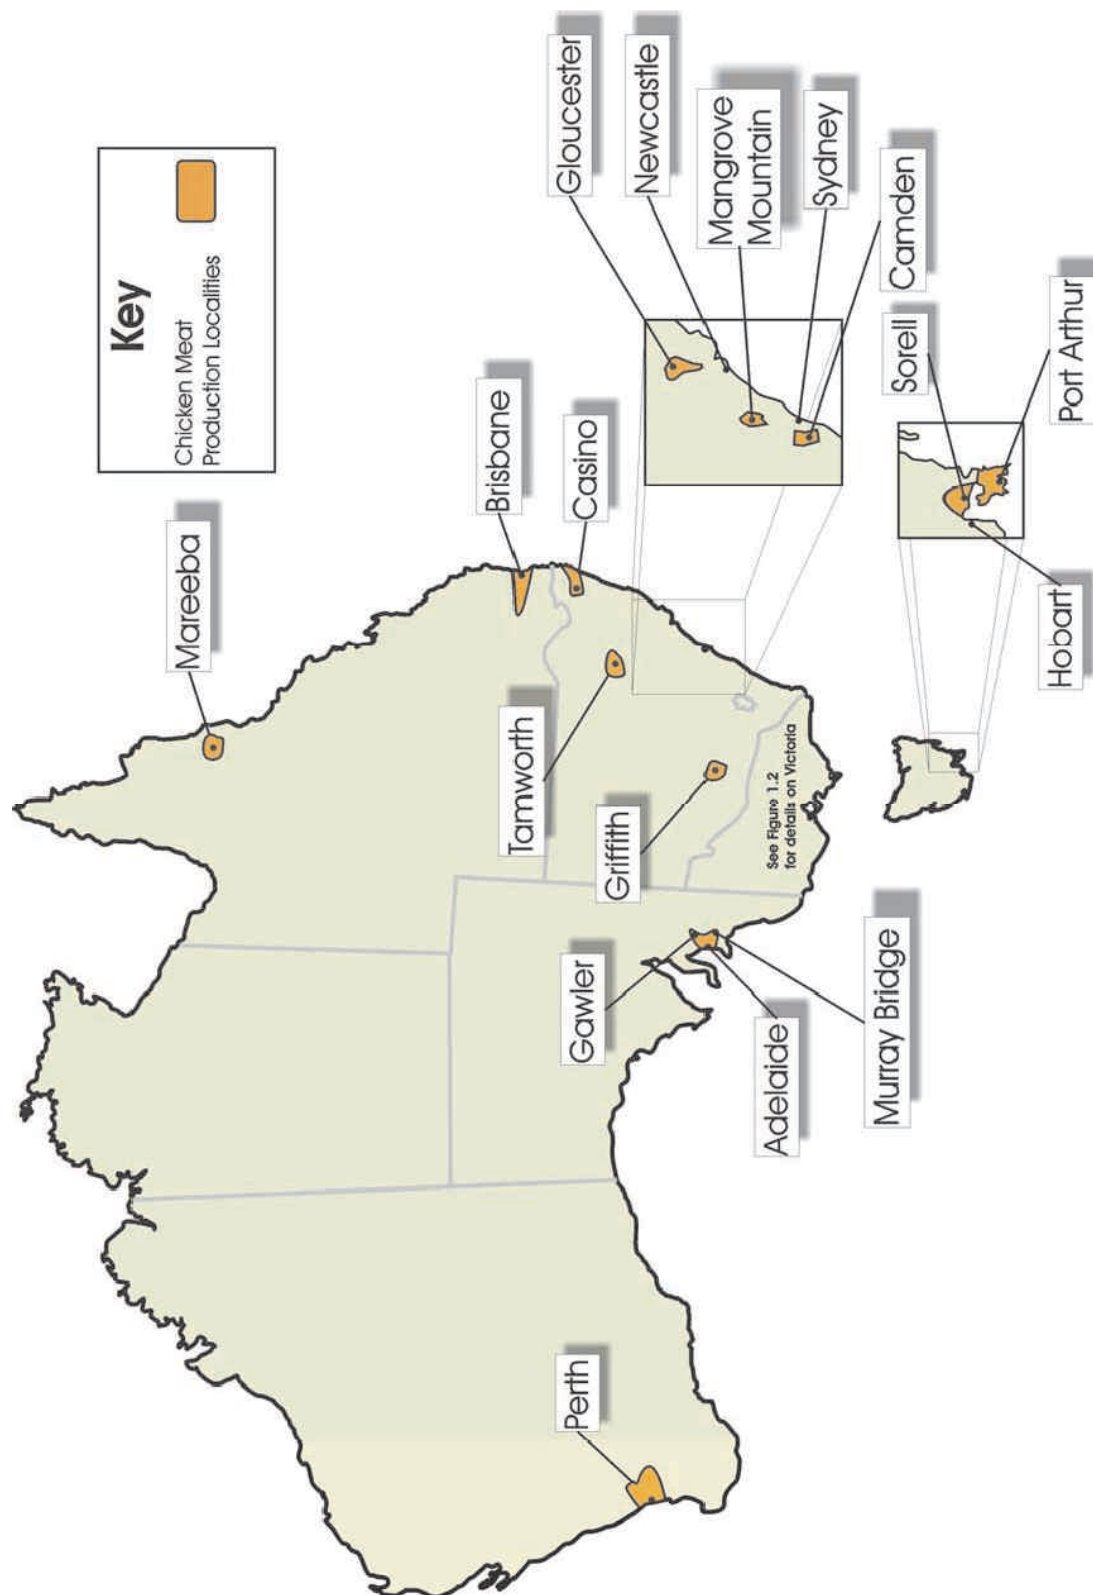 Key
Chicken Meat
Production Localities
Mareeba
Brisbane
Casino
Tamworth
Griffith
Gloucester
Newcastle
Mangrove
Mountain
Sydney
Camden
See Figure 1.2
for details on Victoria
Gawler
Adelaide
Murray Bridge
Perth
Sorell
Port Arthur
Hobart